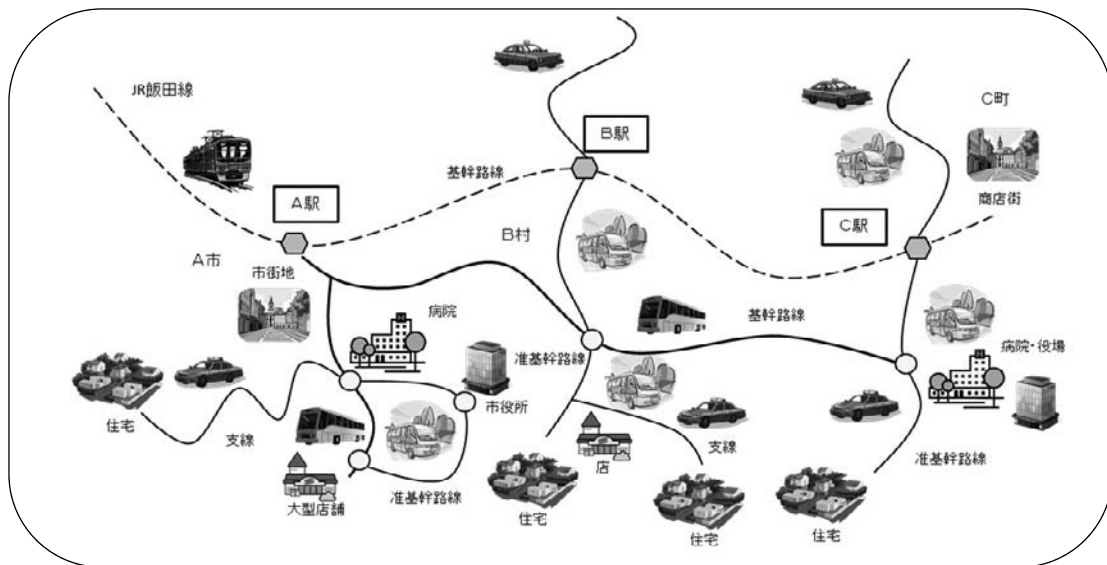 JR飯田線
C町
B駅
基幹路線
A駅
商店街
C駅
B村
A市
市街地
病院
基幹路線
准基幹路線
病院・役場
市役所
住宅
支線
店
支線
准基幹路線
大型店舗
准基幹路線
住宅
住宅
住宅